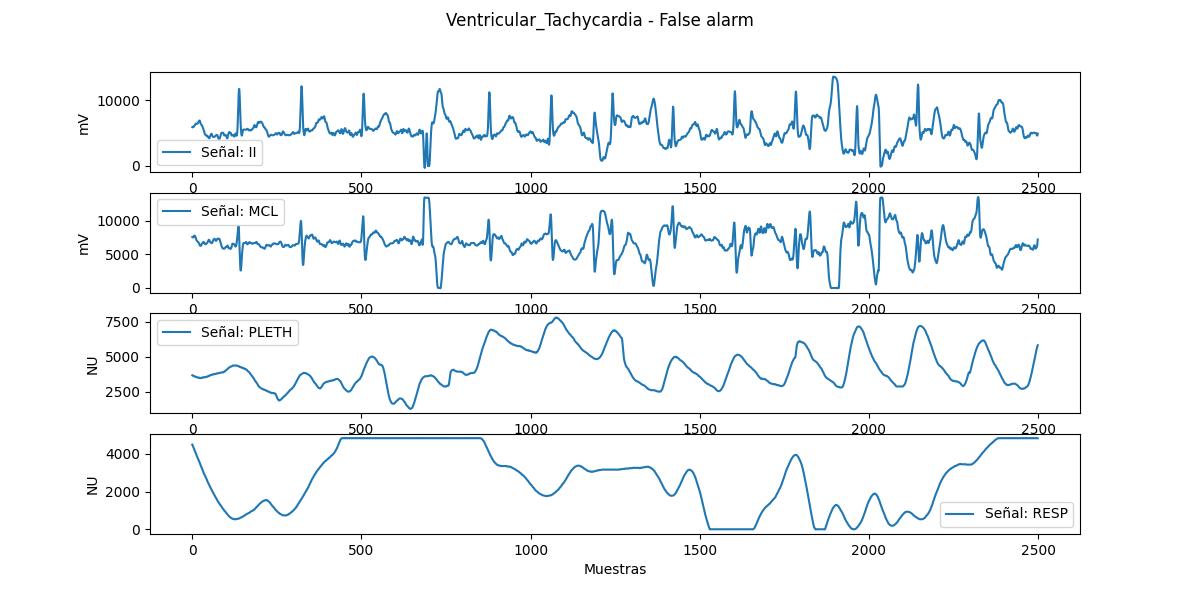 Ventricular_Tachycardia - False alarm
10000
0
mV
Señal: II
0 500 1000 1500 2000 2500
10000
5000
0
mV
Señal: MCL
0 500 1000 1500 2000 2500
7500
5000
2500
NU
Señal: PLETH
0 500 1000 1500 2000 2500
4000
2000
0
NU
Señal: RESP
0 500 1000 1500 2000 2500
Muestras